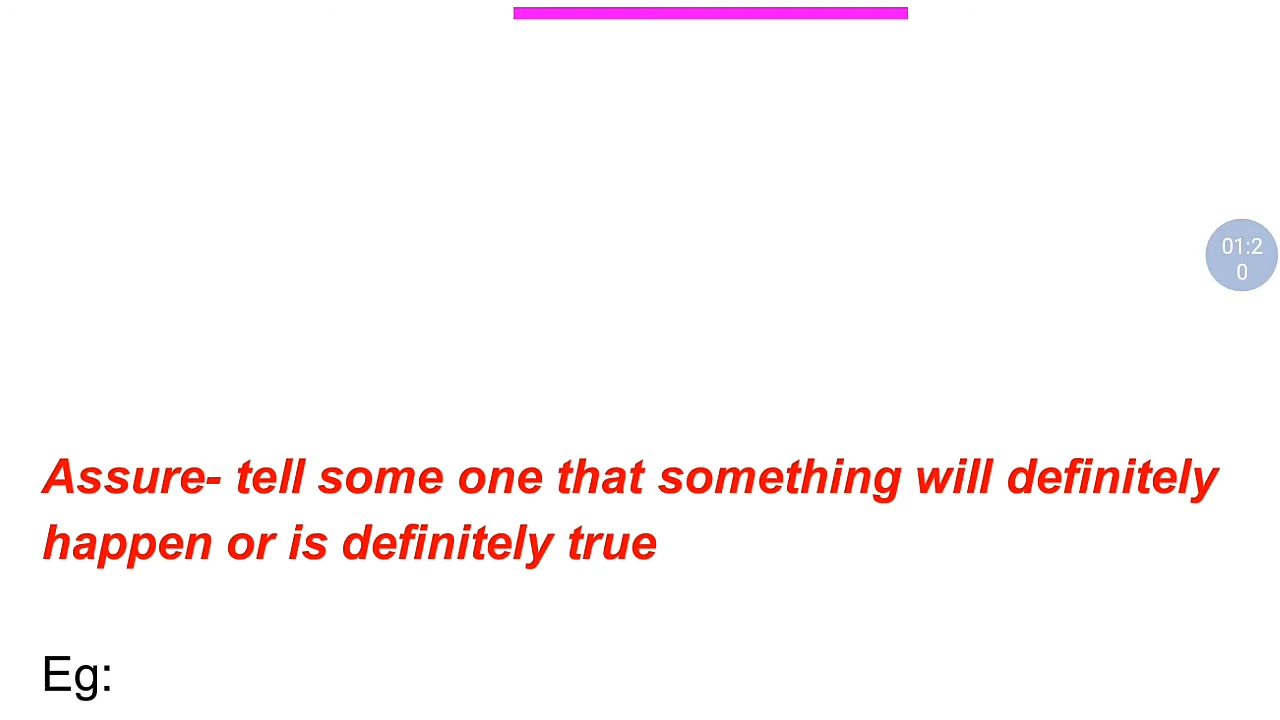 01:2
0
Assure- tell some one that something will definitely
happen or is definitely true
Eg: